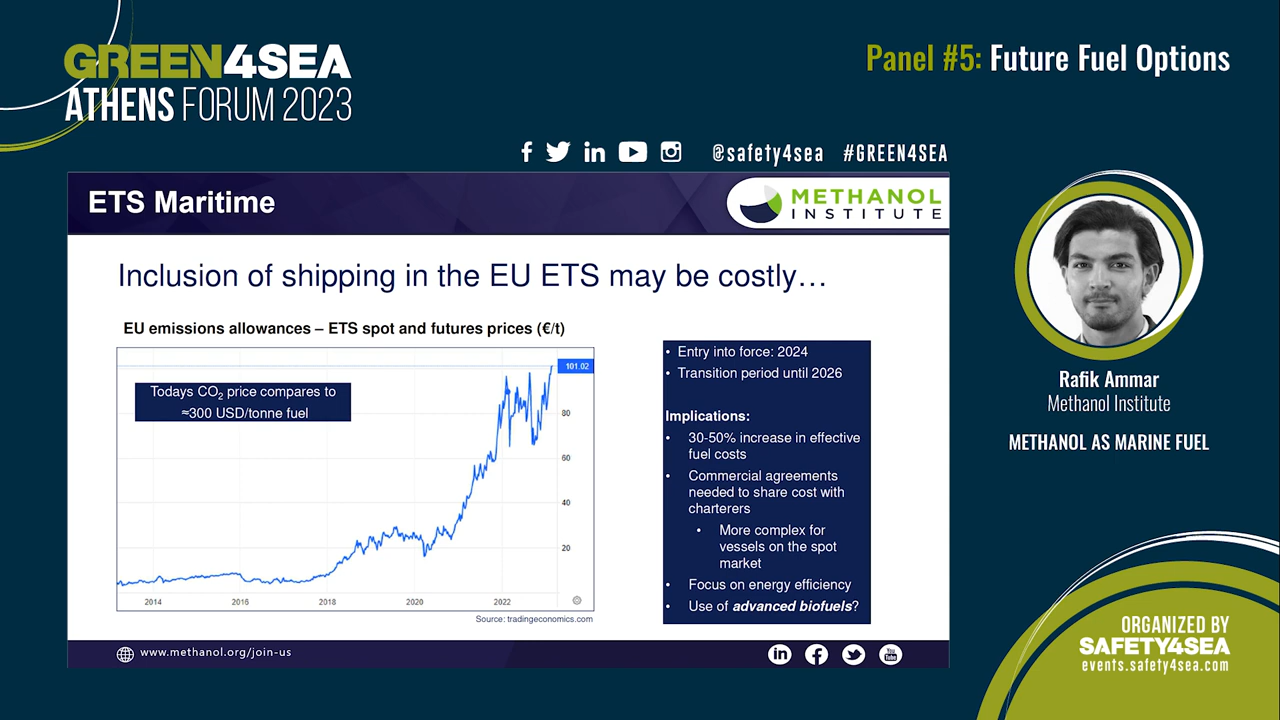 GREEN4SEA
ATHENS FORUM 2023
Panel #5: Future Fuel Options
@safety4sea #GREEN4SEA
ETS Maritime
METHANOL
INSTITUTE
Inclusion of shipping in the EU ETS may be costly…
EU emissions allowances – ETS spot and futures prices (€/t)
101.02
80
60
40
20
Todays CO₂ price compares to
≈300 USD/tonne fuel
2014 2016 2018 2020 2022
Source: tradingeconomics.com
• Entry into force: 2024
• Transition period until 2026
Implications:
• 30-50% increase in effective
fuel costs
• Commercial agreements
needed to share cost with
charterers
• More complex for
vessels on the spot
market
• Focus on energy efficiency
• Use of advanced biofuels?
www.methanol.org/join-us
You
Tube
Rafik Ammar
Methanol Institute
METHANOL AS MARINE FUEL
ORGANIZED BY
SAFETY4SEA
events.safety4sea.com